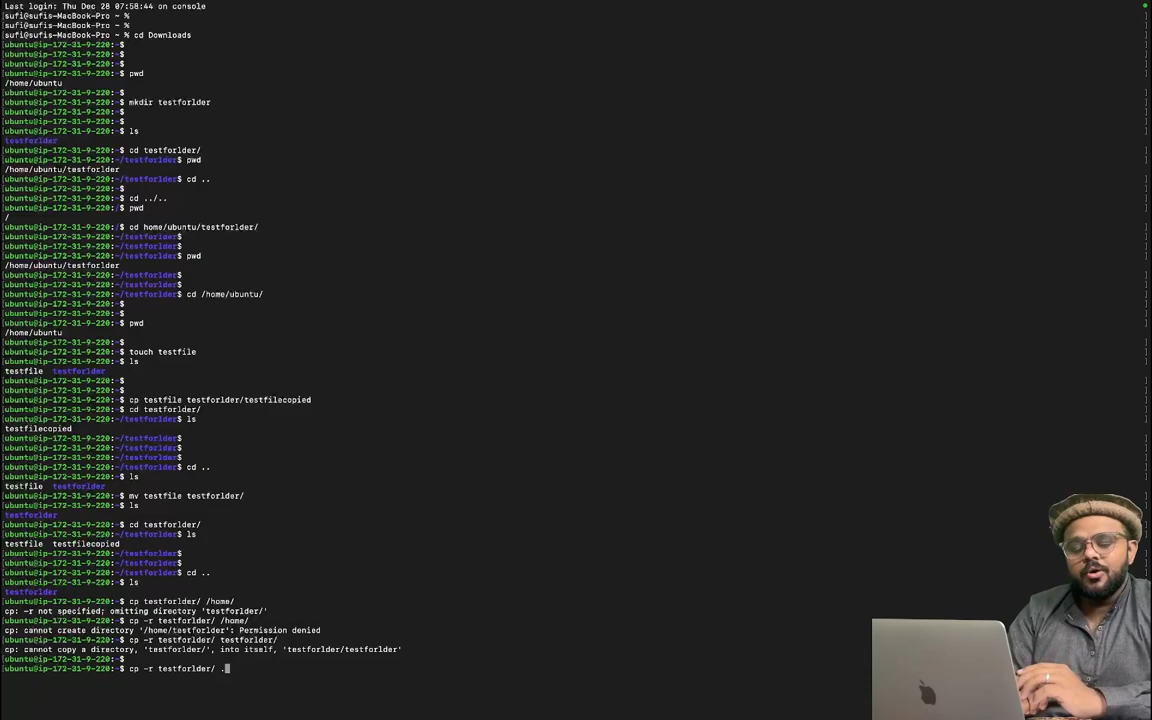 Last login: Thu Dec 28 07:58:44 on console
[sufi@sufis-MacBook-Pro ~ %
[sufi@sufis-MacBook-Pro ~ %
[sufi@sufis-MacBook-Pro ~ % cd Downloads
[ubuntu@ip-172-31-9-220:~$
[ubuntu@ip-172-31-9-220:~$
[ubuntu@ip-172-31-9-220:~$
[ubuntu@ip-172-31-9-220:~$ pwd
/home/ubuntu
[ubuntu@ip-172-31-9-220:~$
[ubuntu@ip-172-31-9-220:~$ mkdir testforlder
[ubuntu@ip-172-31-9-220:~$
[ubuntu@ip-172-31-9-220:~$
[ubuntu@ip-172-31-9-220:~$ ls
testforlder
[ubuntu@ip-172-31-9-220:~$ cd testforlder/
[ubuntu@ip-172-31-9-220:~/testforlder$ pwd
/home/ubuntu/testforlder
[ubuntu@ip-172-31-9-220:~/testforlder$ cd ..
[ubuntu@ip-172-31-9-220:~$
[ubuntu@ip-172-31-9-220:~$ cd ../..
[ubuntu@ip-172-31-9-220:/$ pwd
/
[ubuntu@ip-172-31-9-220:/$ cd home/ubuntu/testforlder/
[ubuntu@ip-172-31-9-220:~/testforlder$
[ubuntu@ip-172-31-9-220:~/testforlder$
[ubuntu@ip-172-31-9-220:~/testforlder$ pwd
/home/ubuntu/testforlder
[ubuntu@ip-172-31-9-220:~/testforlder$
[ubuntu@ip-172-31-9-220:~/testforlder$
[ubuntu@ip-172-31-9-220:~/testforlder$ cd /home/ubuntu/
[ubuntu@ip-172-31-9-220:~$
[ubuntu@ip-172-31-9-220:~$
[ubuntu@ip-172-31-9-220:~$ pwd
/home/ubuntu
[ubuntu@ip-172-31-9-220:~$
[ubuntu@ip-172-31-9-220:~$ touch testfile
[ubuntu@ip-172-31-9-220:~$ ls
testfile  testforlder
[ubuntu@ip-172-31-9-220:~$
[ubuntu@ip-172-31-9-220:~$
[ubuntu@ip-172-31-9-220:~$ cp testfile testforlder/testfilecopied
[ubuntu@ip-172-31-9-220:~$ cd testforlder/
[ubuntu@ip-172-31-9-220:~/testforlder$ ls
testfilecopied
[ubuntu@ip-172-31-9-220:~/testforlder$
[ubuntu@ip-172-31-9-220:~/testforlder$
[ubuntu@ip-172-31-9-220:~/testforlder$
[ubuntu@ip-172-31-9-220:~/testforlder$ cd ..
[ubuntu@ip-172-31-9-220:~$ ls
testfile  testforlder
[ubuntu@ip-172-31-9-220:~$ mv testfile testforlder/
[ubuntu@ip-172-31-9-220:~$ ls
testforlder
[ubuntu@ip-172-31-9-220:~$ cd testforlder/
[ubuntu@ip-172-31-9-220:~/testforlder$ ls
testfile  testfilecopied
[ubuntu@ip-172-31-9-220:~/testforlder$
[ubuntu@ip-172-31-9-220:~/testforlder$
[ubuntu@ip-172-31-9-220:~/testforlder$ cd ..
[ubuntu@ip-172-31-9-220:~$ ls
testforlder
[ubuntu@ip-172-31-9-220:~$ cp testforlder/ /home/
cp: -r not specified; omitting directory 'testforlder/'
[ubuntu@ip-172-31-9-220:~$ cp -r testforlder/ /home/
cp: cannot create directory '/home/testforlder': Permission denied
[ubuntu@ip-172-31-9-220:~$ cp -r testforlder/ testforlder/
cp: cannot copy a directory, 'testforlder/', into itself, 'testforlder/testforlder'
[ubuntu@ip-172-31-9-220:~$
[ubuntu@ip-172-31-9-220:~$ cp -r testforlder/ .